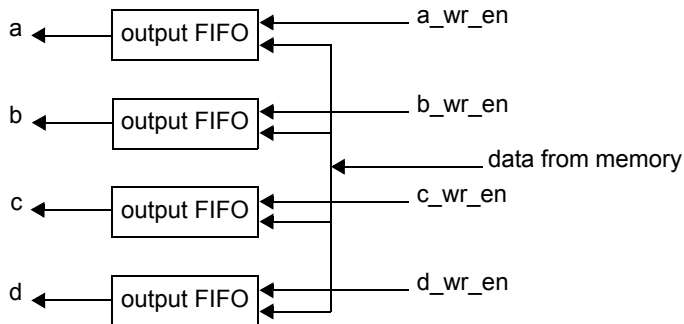 a output FIFO a_wr_en
b output FIFO b_wr_en
data from memory
c output FIFO c_wr_en
d output FIFO d_wr_en